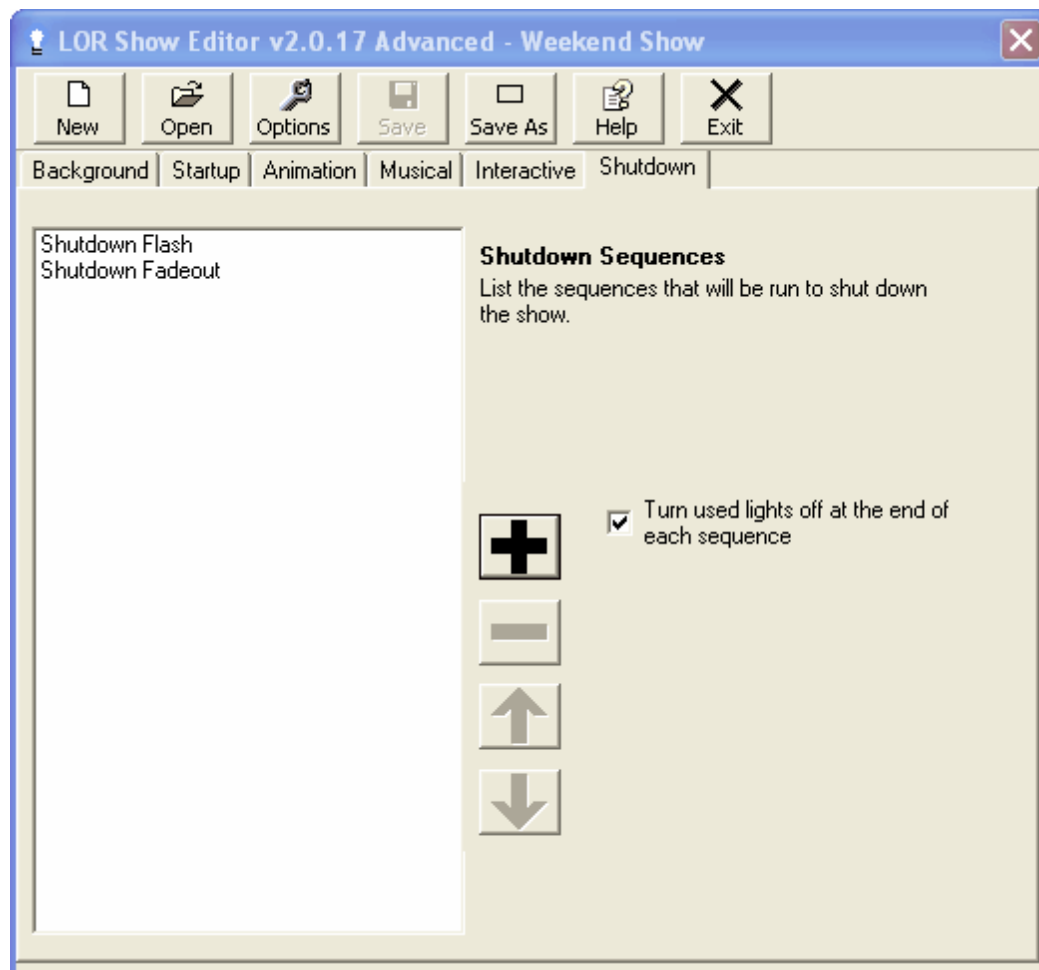 LOR Show Editor v2.0.17 Advanced - Weekend Show
New Open Options Save Save As Help Exit
Background Startup Animation Musical Interactive Shutdown
Shutdown Flash
Shutdown Fadeout
Shutdown Sequences
List the sequences that will be run to shut down
the show.
Turn used lights off at the end of
each sequence